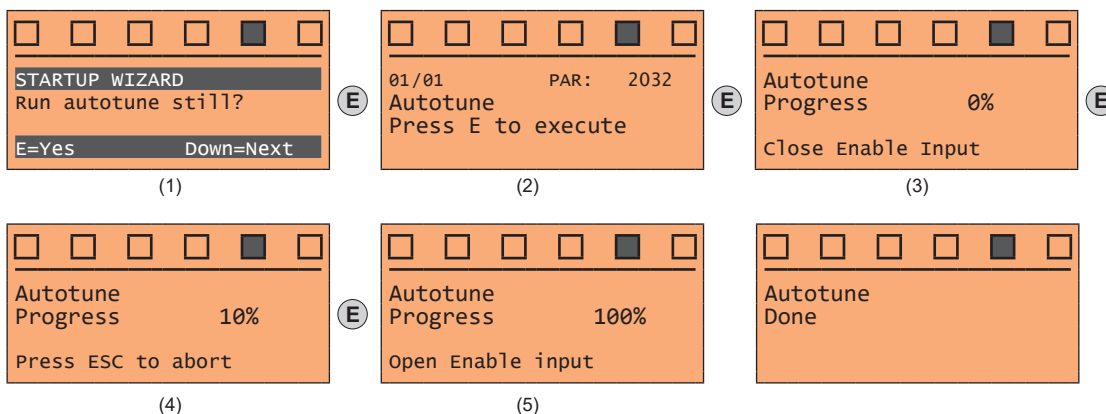 STARTUP WIZARD
Run autotune still?
E=Yes Down=Next
E
(1)
01/01 PAR: 2032
Autotune
Press E to execute
E
(2)
Autotune
Progress 0%
Close Enable Input
E
(3)
Autotune
Progress 10%
Press ESC to abort
E
(4)
Autotune
Progress 100%
Open Enable input
(5)
Autotune
Done